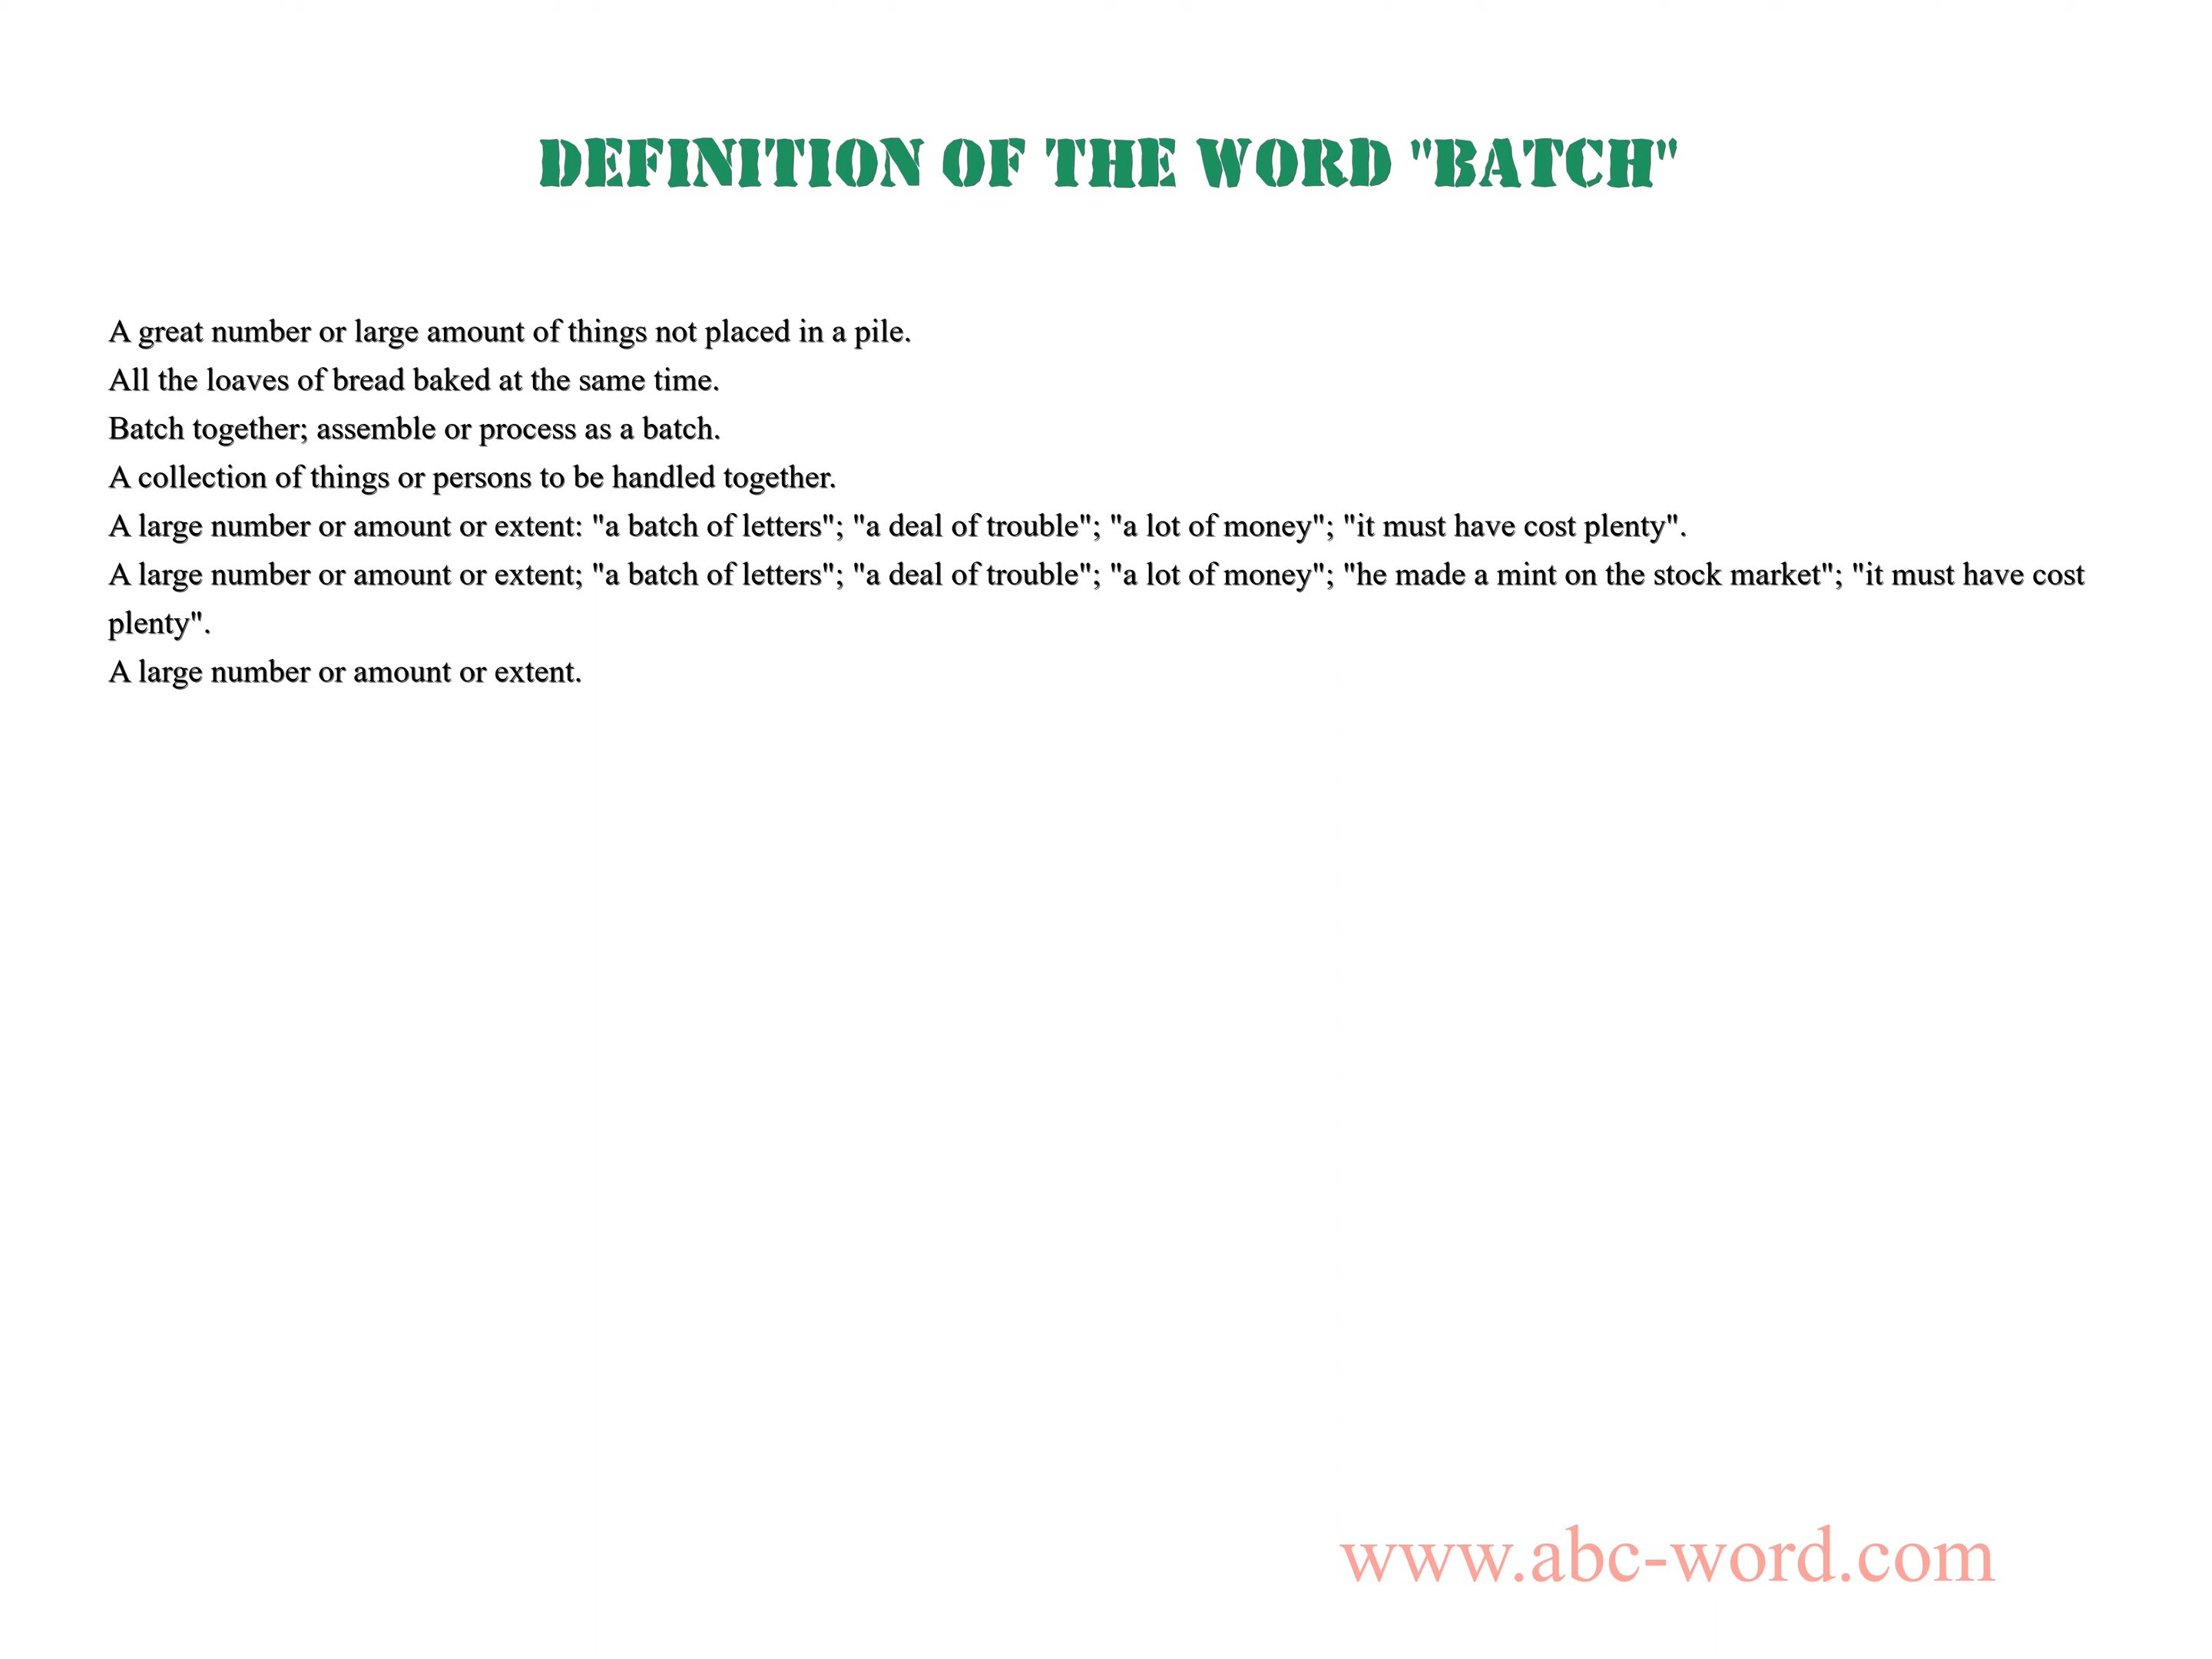 DEFINITION OF THE WORD "BATCH"
A great number or large amount of things not placed in a pile.
All the loaves of bread baked at the same time.
Batch together; assemble or process as a batch.
A collection of things or persons to be handled together.
A large number or amount or extent: "a batch of letters"; "a deal of trouble"; "a lot of money"; "it must have cost plenty".
A large number or amount or extent; "a batch of letters"; "a deal of trouble"; "a lot of money"; "he made a mint on the stock market"; "it must have cost
plenty".
A large number or amount or extent.
www.abc-word.com